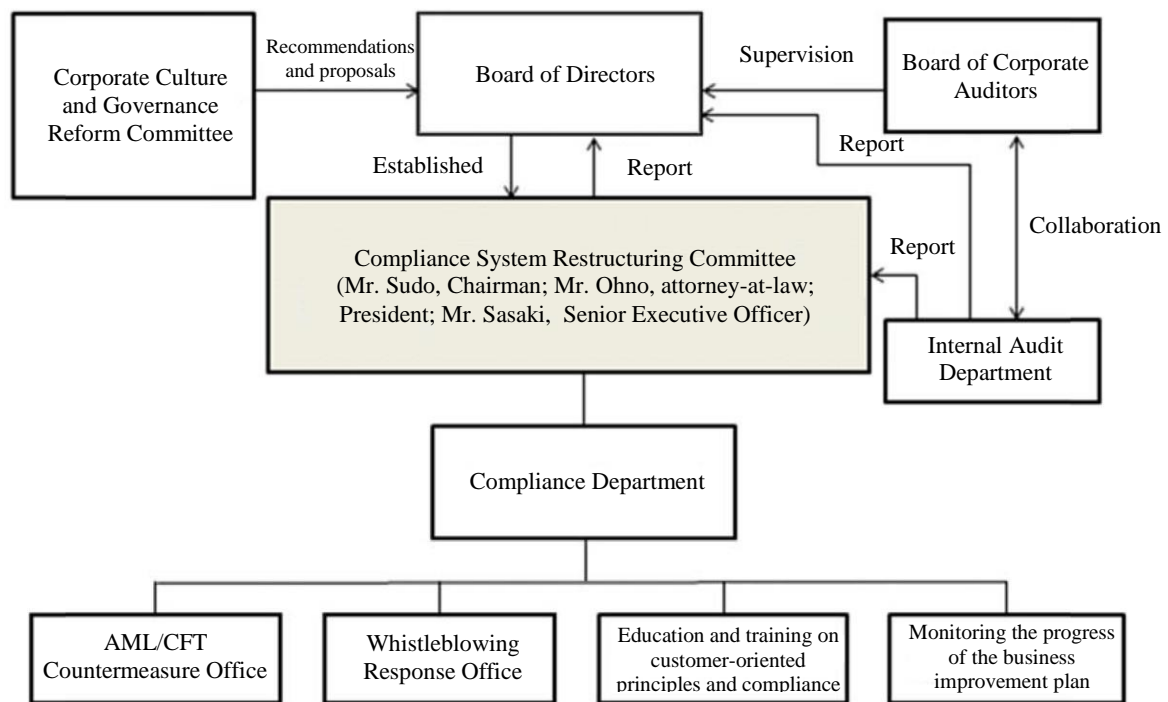 Corporate Culture
and Governance
Reform Committee
Recommendations
and proposals
Board of Directors
Supervision
Board of Corporate
Auditors
Established
Report
Report
Collaboration
Compliance System Restructuring Committee
(Mr. Sudo, Chairman; Mr. Ohno, attorney-at-law;
President; Mr. Sasaki, Senior Executive Officer)
Report
Internal Audit
Department
Compliance Department
AML/CFT
Countermeasure Office
Whistleblowing
Response Office
Education and training on
customer-oriented
principles and compliance
Monitoring the progress
of the business
improvement plan